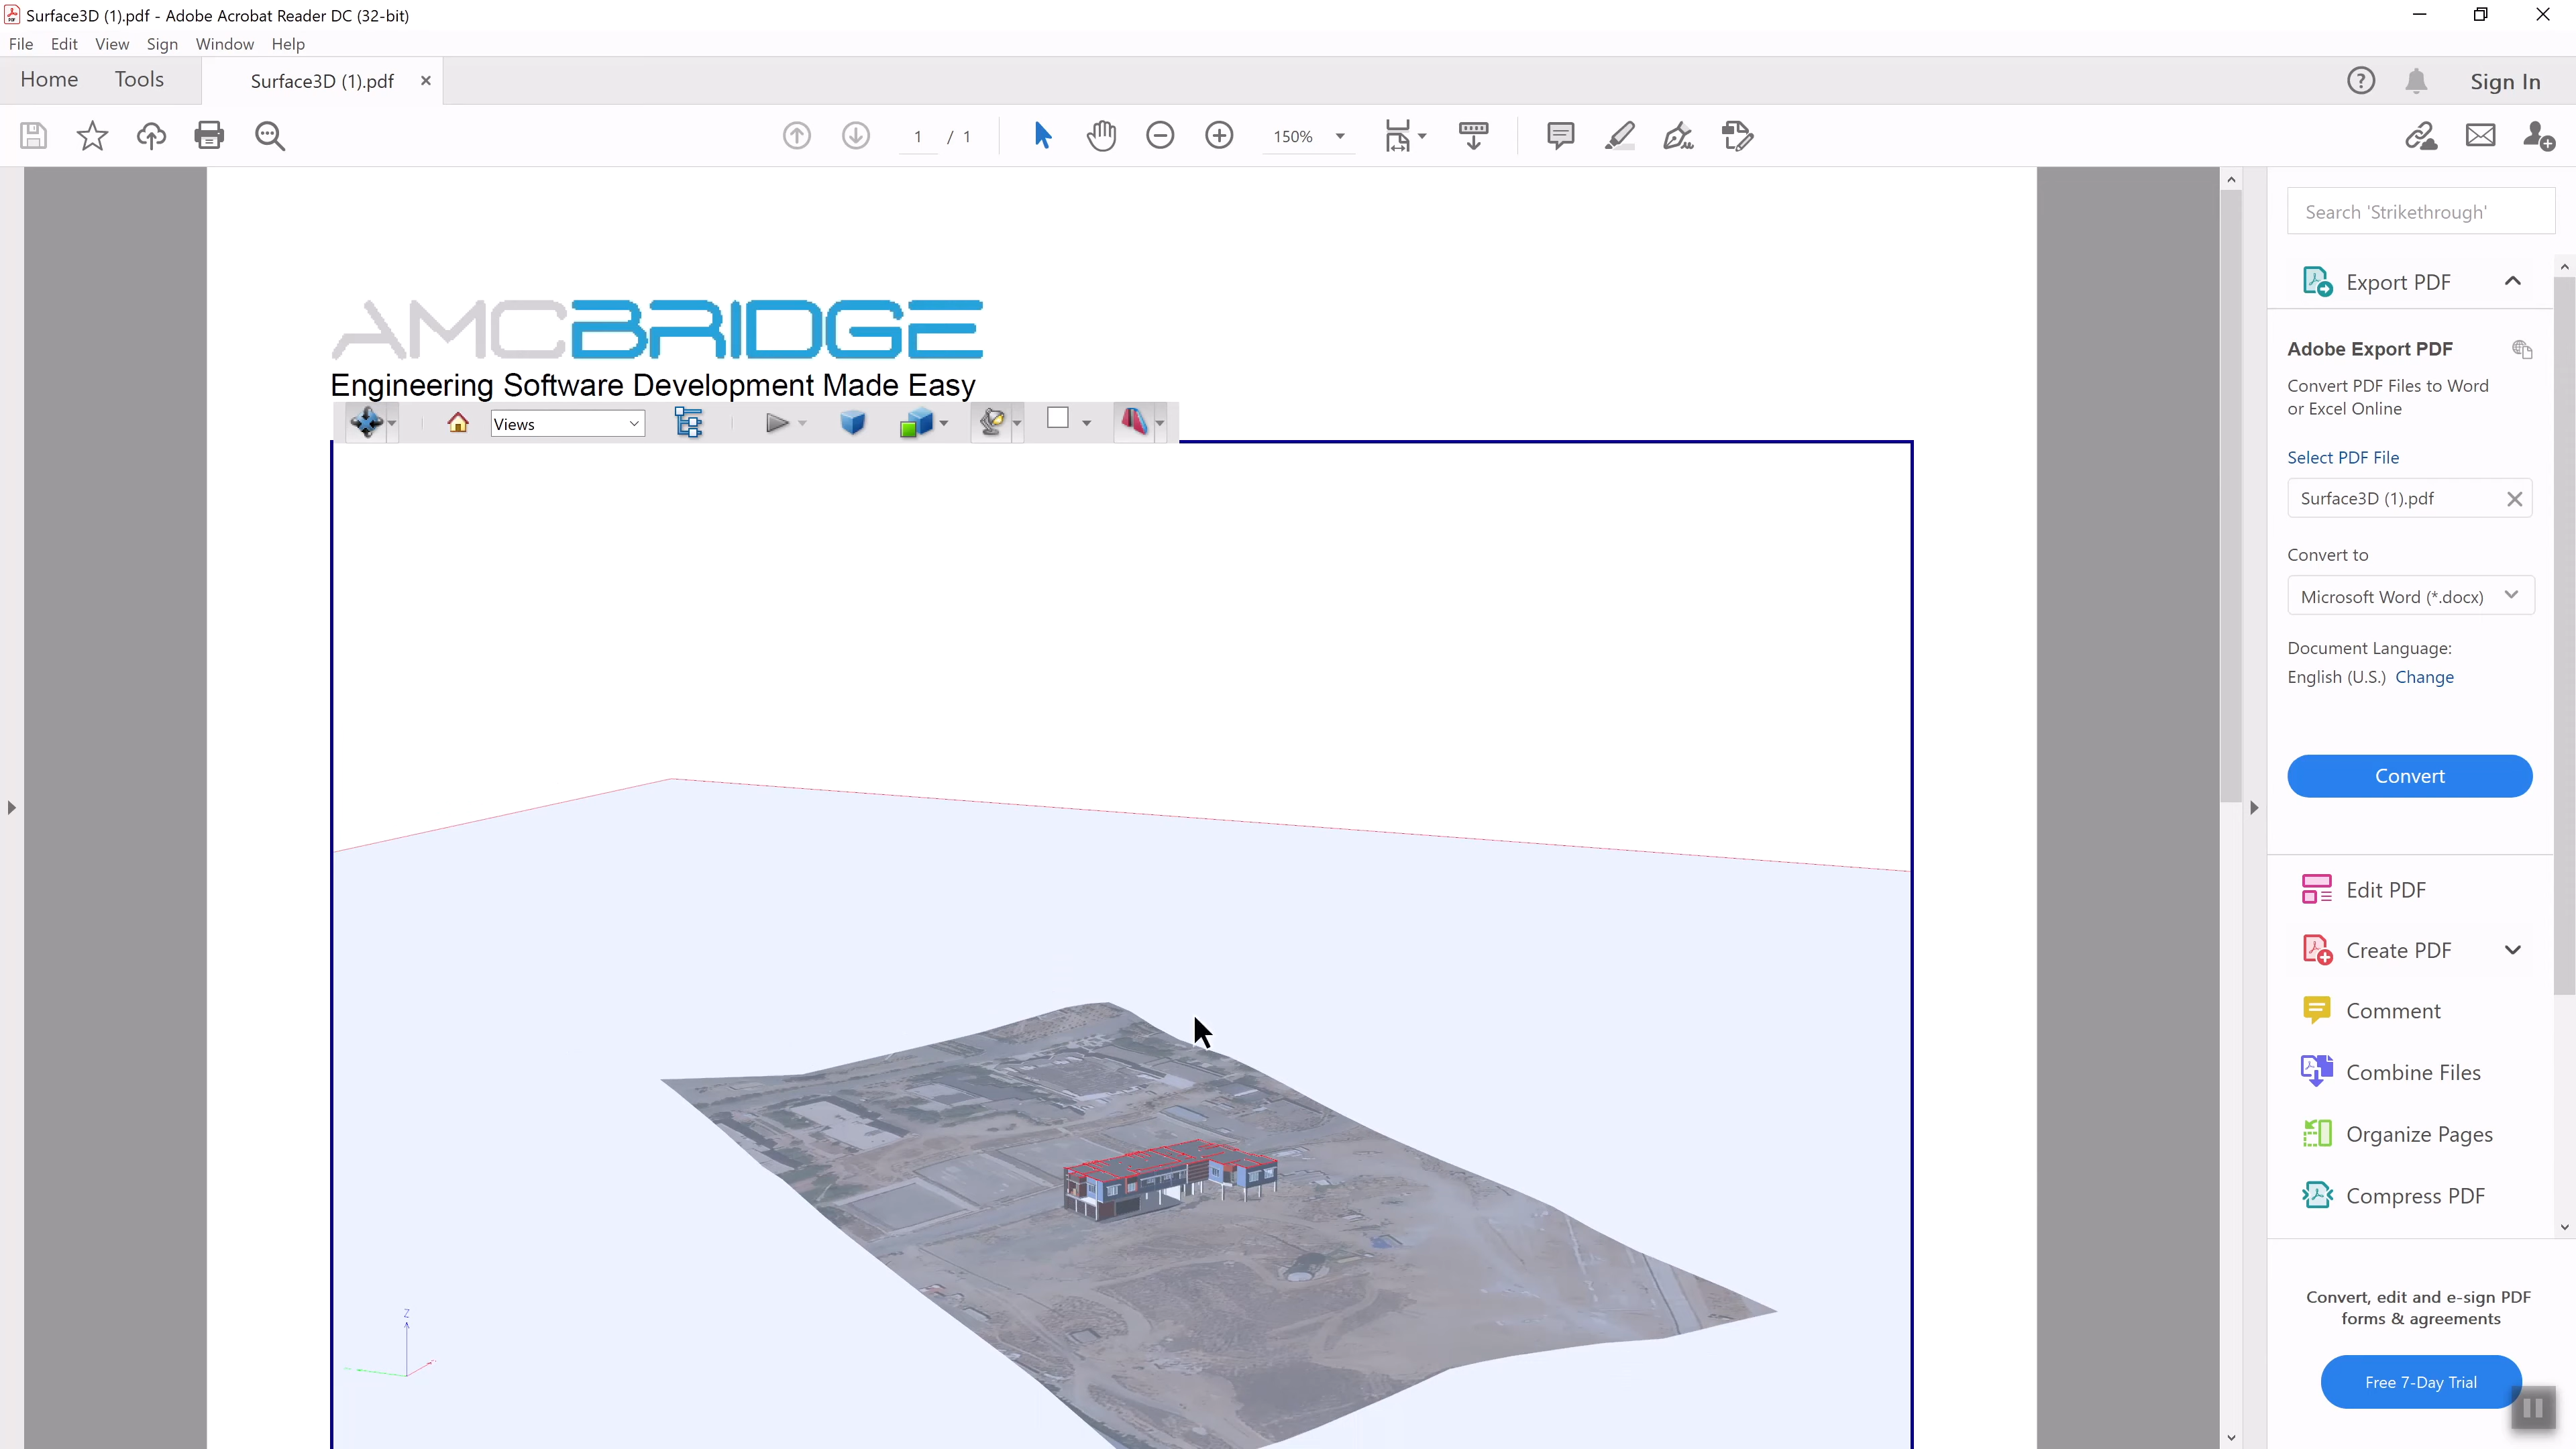 Surface3D (1).pdf - Adobe Acrobat Reader DC (32-bit)
File Edit View Sign Window Help
Home Tools Surface3D (1).pdf Sign In
1 / 1 150%
Search 'Strikethrough'
Export PDF
Adobe Export PDF
Convert PDF Files to Word
or Excel Online
Select PDF File
Surface3D (1).pdf
Convert to
Microsoft Word (*.docx)
Document Language:
English (U.S.) Change
Convert
Edit PDF
Create PDF
Comment
Combine Files
Organize Pages
Compress PDF
Convert, edit and e-sign PDF
forms & agreements
Free 7-Day Trial
AMCBRIDGE
Engineering Software Development Made Easy
Views
Z